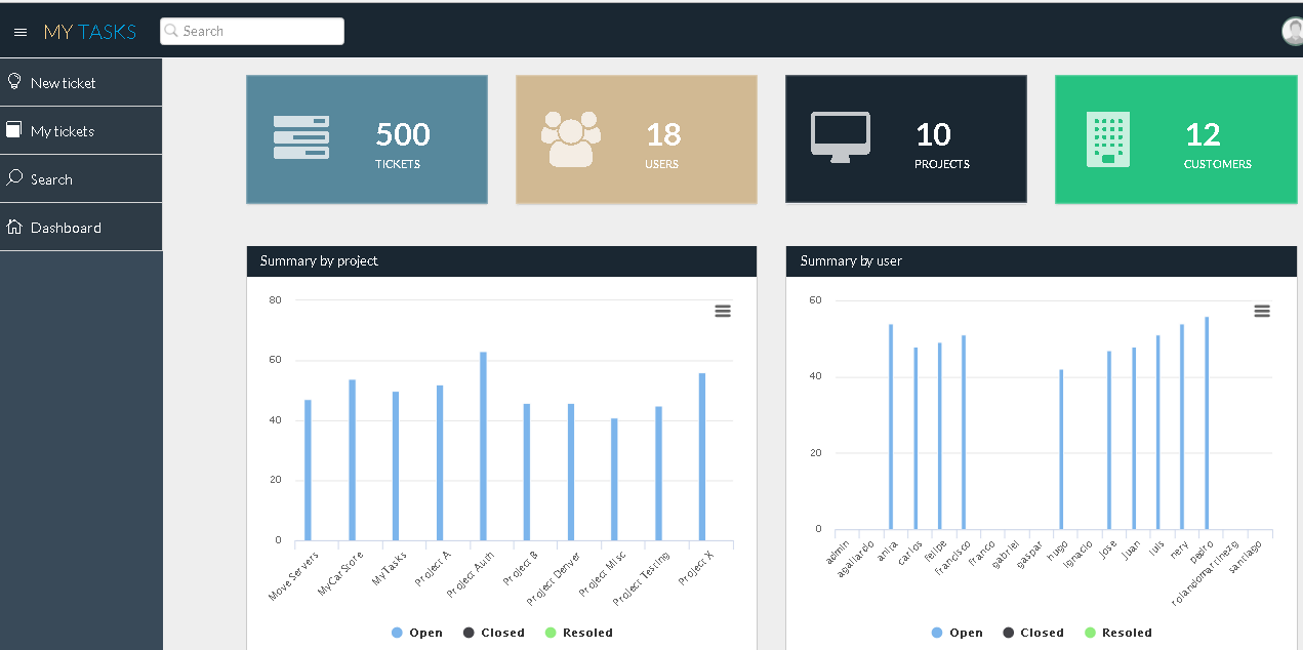 MY TASKS
Search
New ticket
My tickets
Search
Dashboard
500
TICKETS
18
USERS
10
PROJECTS
12
CUSTOMERS
Summary by project
80
60
40
20
0
Move Servers
MyCarStore
MyTasks
Project A
Project Auth
Project B
Project Denver
Project Misc
Project Testing
Project X
Open Closed Resoled
Summary by user
60
40
20
0
admin
agallardo
anira
carlos
felipe
francisco
franco
gabriel
gaspar
hugo
ignacio
jose
juan
luis
nery
pedro
rolandomartinezg
santiago
Open Closed Resoled